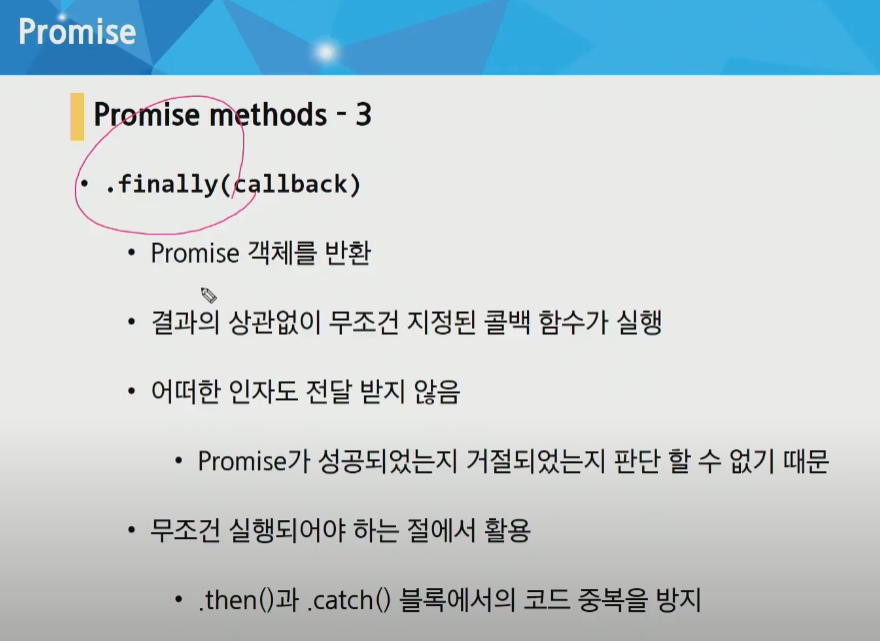 Promise
Promise methods - 3
• .finally(callback)
• Promise 객체를 반환
• 결과의 상관없이 무조건 지정된 콜백 함수가 실행
• 어떠한 인자도 전달 받지 않음
• Promise가 성공되었는지 거절되었는지 판단 할 수 없기 때문
• 무조건 실행되어야 하는 절에서 활용
• .then()과 .catch() 블록에서의 코드 중복을 방지